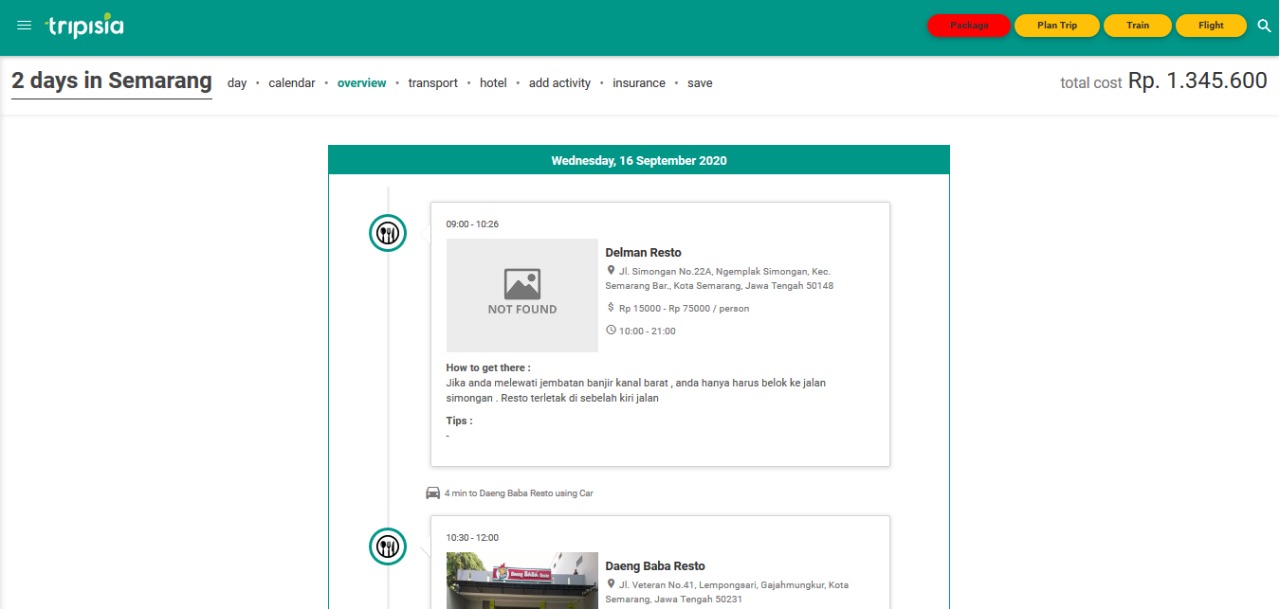 tripisia
Package
Plan Trip
Train
Flight
2 days in Semarang
day • calendar • overview • transport • hotel • add activity • insurance • save
total cost Rp. 1.345.600
Wednesday, 16 September 2020
09:00 - 10:26
NOT FOUND
Delman Resto
Jl. Simongan No.22A, Ngemplak Simongan, Kec.
Semarang Bar., Kota Semarang, Jawa Tengah 50148
$ Rp 15000 - Rp 75000 / person
10:00 - 21:00
How to get there :
Jika anda melewati jembatan banjir kanal barat , anda hanya harus belok ke jalan
simongan . Resto terletak di sebelah kiri jalan
Tips :
-
4 min to Daeng Baba Resto using Car
10:30 - 12:00
Daeng BABA Resto
Daeng Baba Resto
Jl. Veteran No.41, Lempongsari, Gajahmungkur, Kota
Semarang, Jawa Tengah 50231